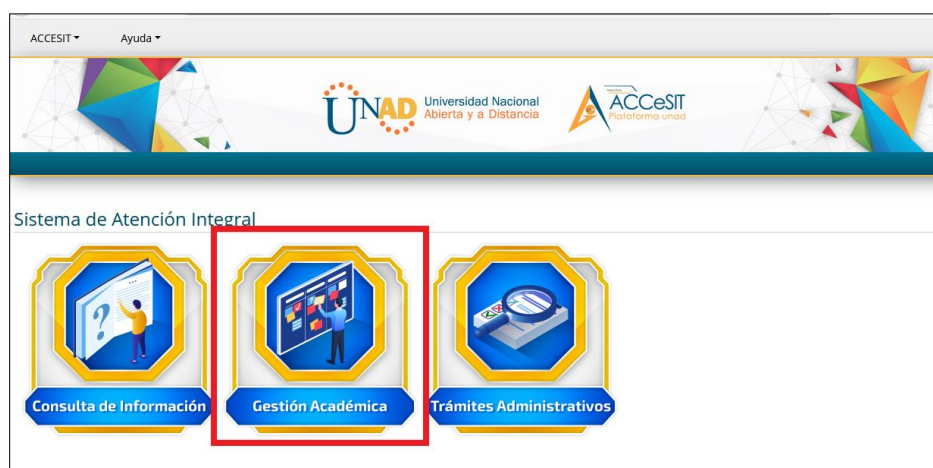 ACCESIT Ayuda
UNAD Universidad Nacional
Abierta y a Distancia
ACCeSIT
Plataforma unad
Sistema de Atención Integral
?
Consulta de Información
Gestión Académica
Trámites Administrativos